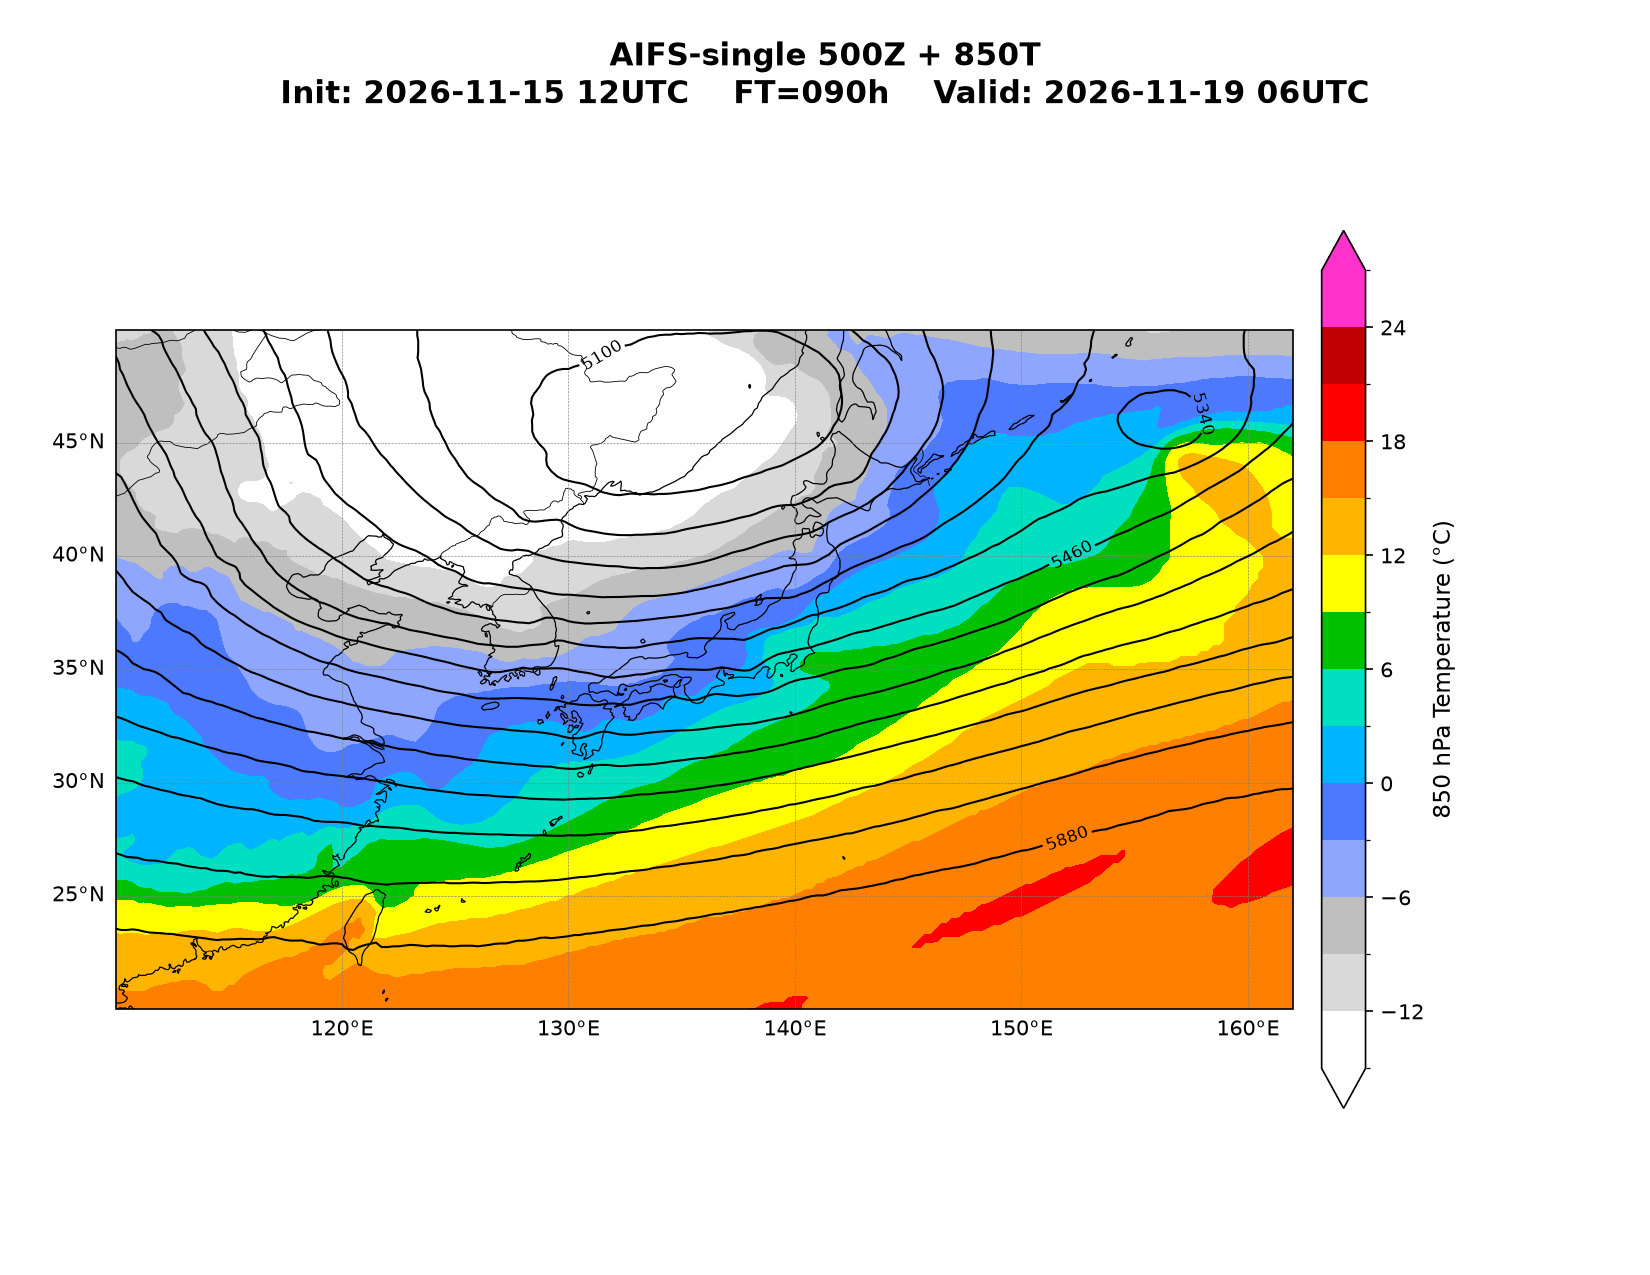 AIFS-single 500Z + 850T
Init: 2026-11-15 12UTC    FT=090h    Valid: 2026-11-19 06UTC
5100
5340
5460
5880
45°N
40°N
35°N
30°N
25°N
120°E
130°E
140°E
150°E
160°E
24
18
12
6
0
−6
−12
850 hPa Temperature (°C)